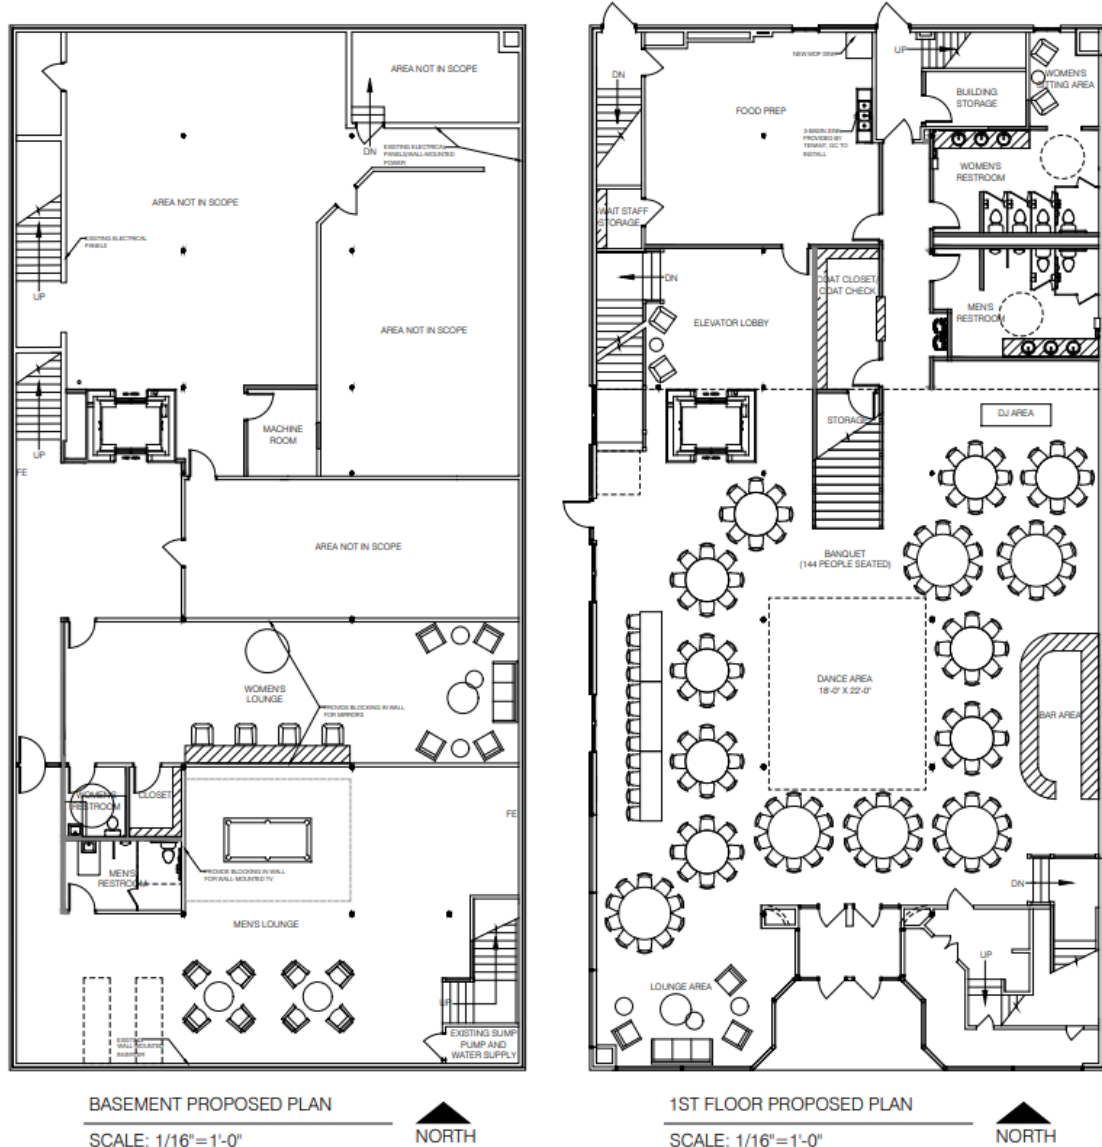 AREA NOT IN SCOPE
DN
EXISTING ELECTRICAL
PANELS/WALL-MOUNTED
POWER
AREA NOT IN SCOPE
EXISTING ELECTRICAL
PANELS
UP
AREA NOT IN SCOPE
UP
FE
MACHINE
ROOM
AREA NOT IN SCOPE
WOMEN'S
LOUNGE
PROVIDE BLOCKING IN WALL
FOR MIRRORS
WOMEN'S
RESTROOM
CLOSET
FE
MEN'S
RESTROOM
PROVIDE BLOCKING IN WALL
FOR WALL-MOUNTED TV
MEN'S LOUNGE
UP
EXISTING
WALL MOUNTED
INVERTER
EXISTING SUMP
PUMP AND
WATER SUPPLY
BASEMENT PROPOSED PLAN
SCALE: 1/16"=1'-0"
NORTH
DN
NEW MOP SINK
UP
WOMEN'S
SITTING AREA
BUILDING
STORAGE
FOOD PREP
3-BASIN SINK
PROVIDED BY
TENANT, GC TO
INSTALL
WOMEN'S
RESTROOM
WAIT STAFF
STORAGE
DN
COAT CLOSET/
COAT CHECK
ELEVATOR LOBBY
MEN'S
RESTROOM
STORAGE
DJ AREA
BANQUET
(144 PEOPLE SEATED)
DANCE AREA
18'-0" X 22'-0"
BAR AREA
DN
UP
LOUNGE AREA
1ST FLOOR PROPOSED PLAN
SCALE: 1/16"=1'-0"
NORTH